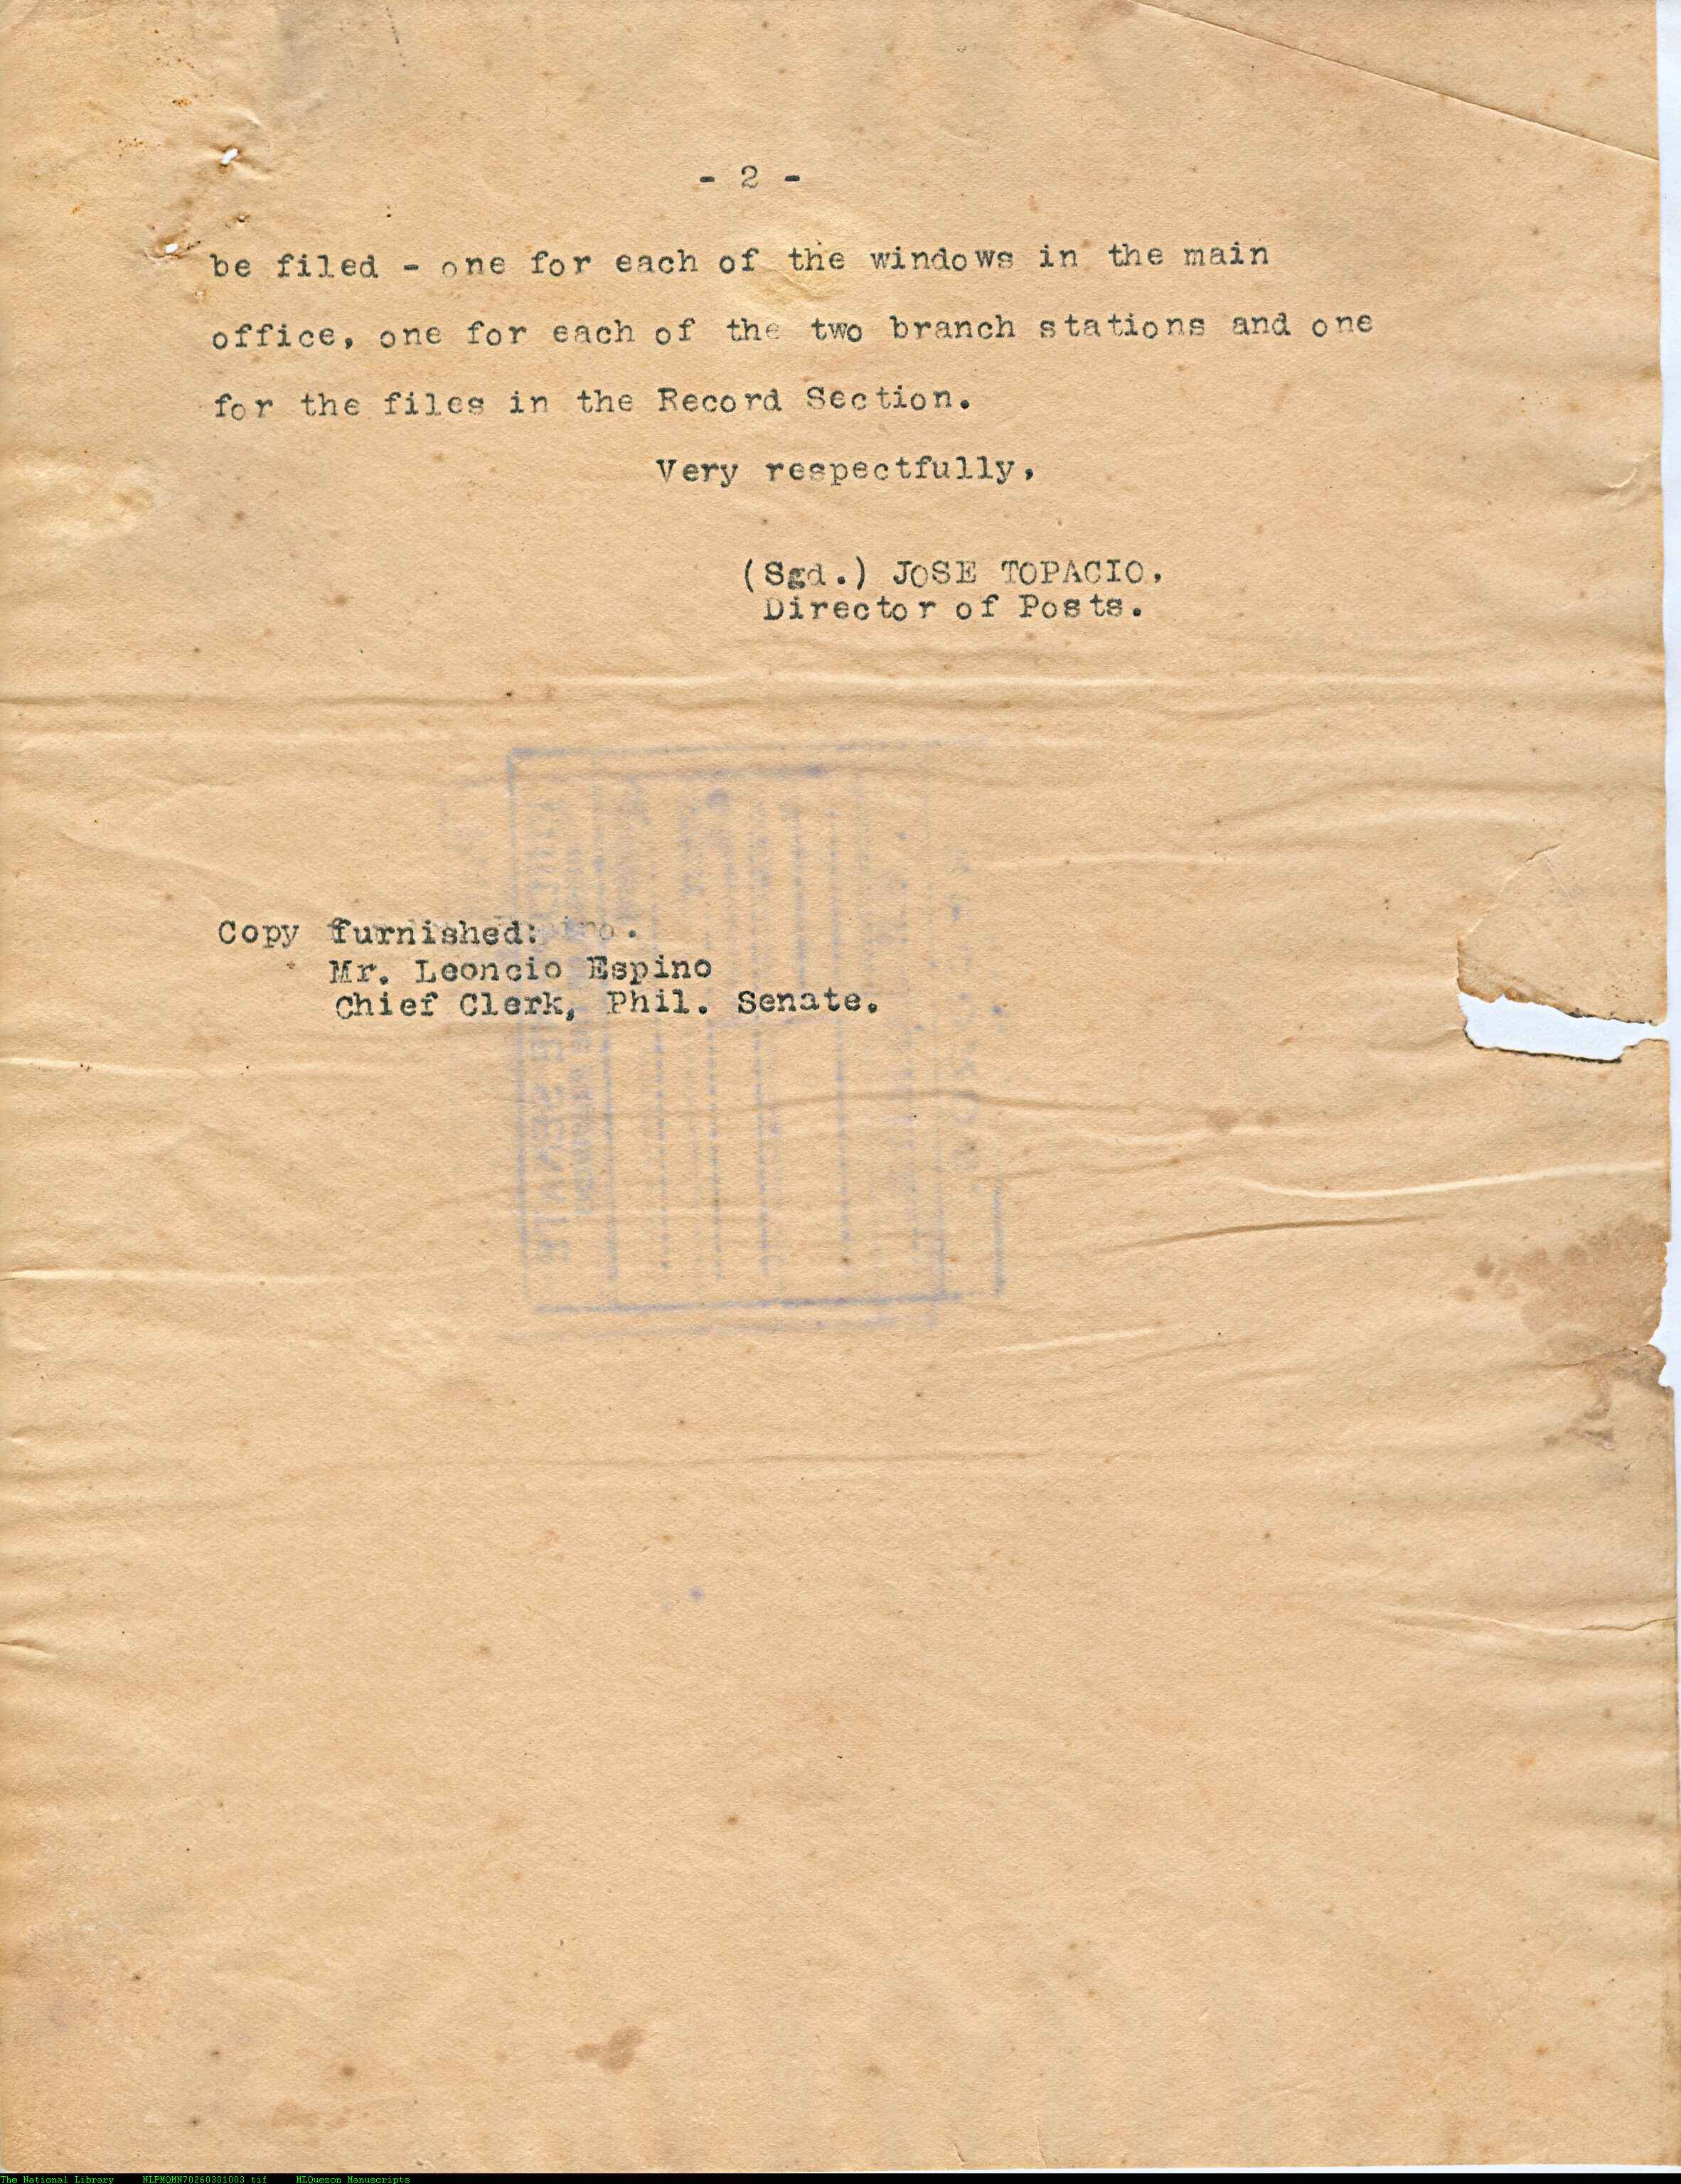 - 2 -
be filed - one for each of the windows in the main
office, one for each of the two branch stations and one
for the files in the Record Section.
Very respectfully,
(Sgd.) JOSE TOPACIO,
Director of Posts.
Copy furnished:
Mr. Leoncio Espino
Chief Clerk, Phil. Senate.
The National Library NLPMQMN70260301003.tif MLQuezon Manuscripts